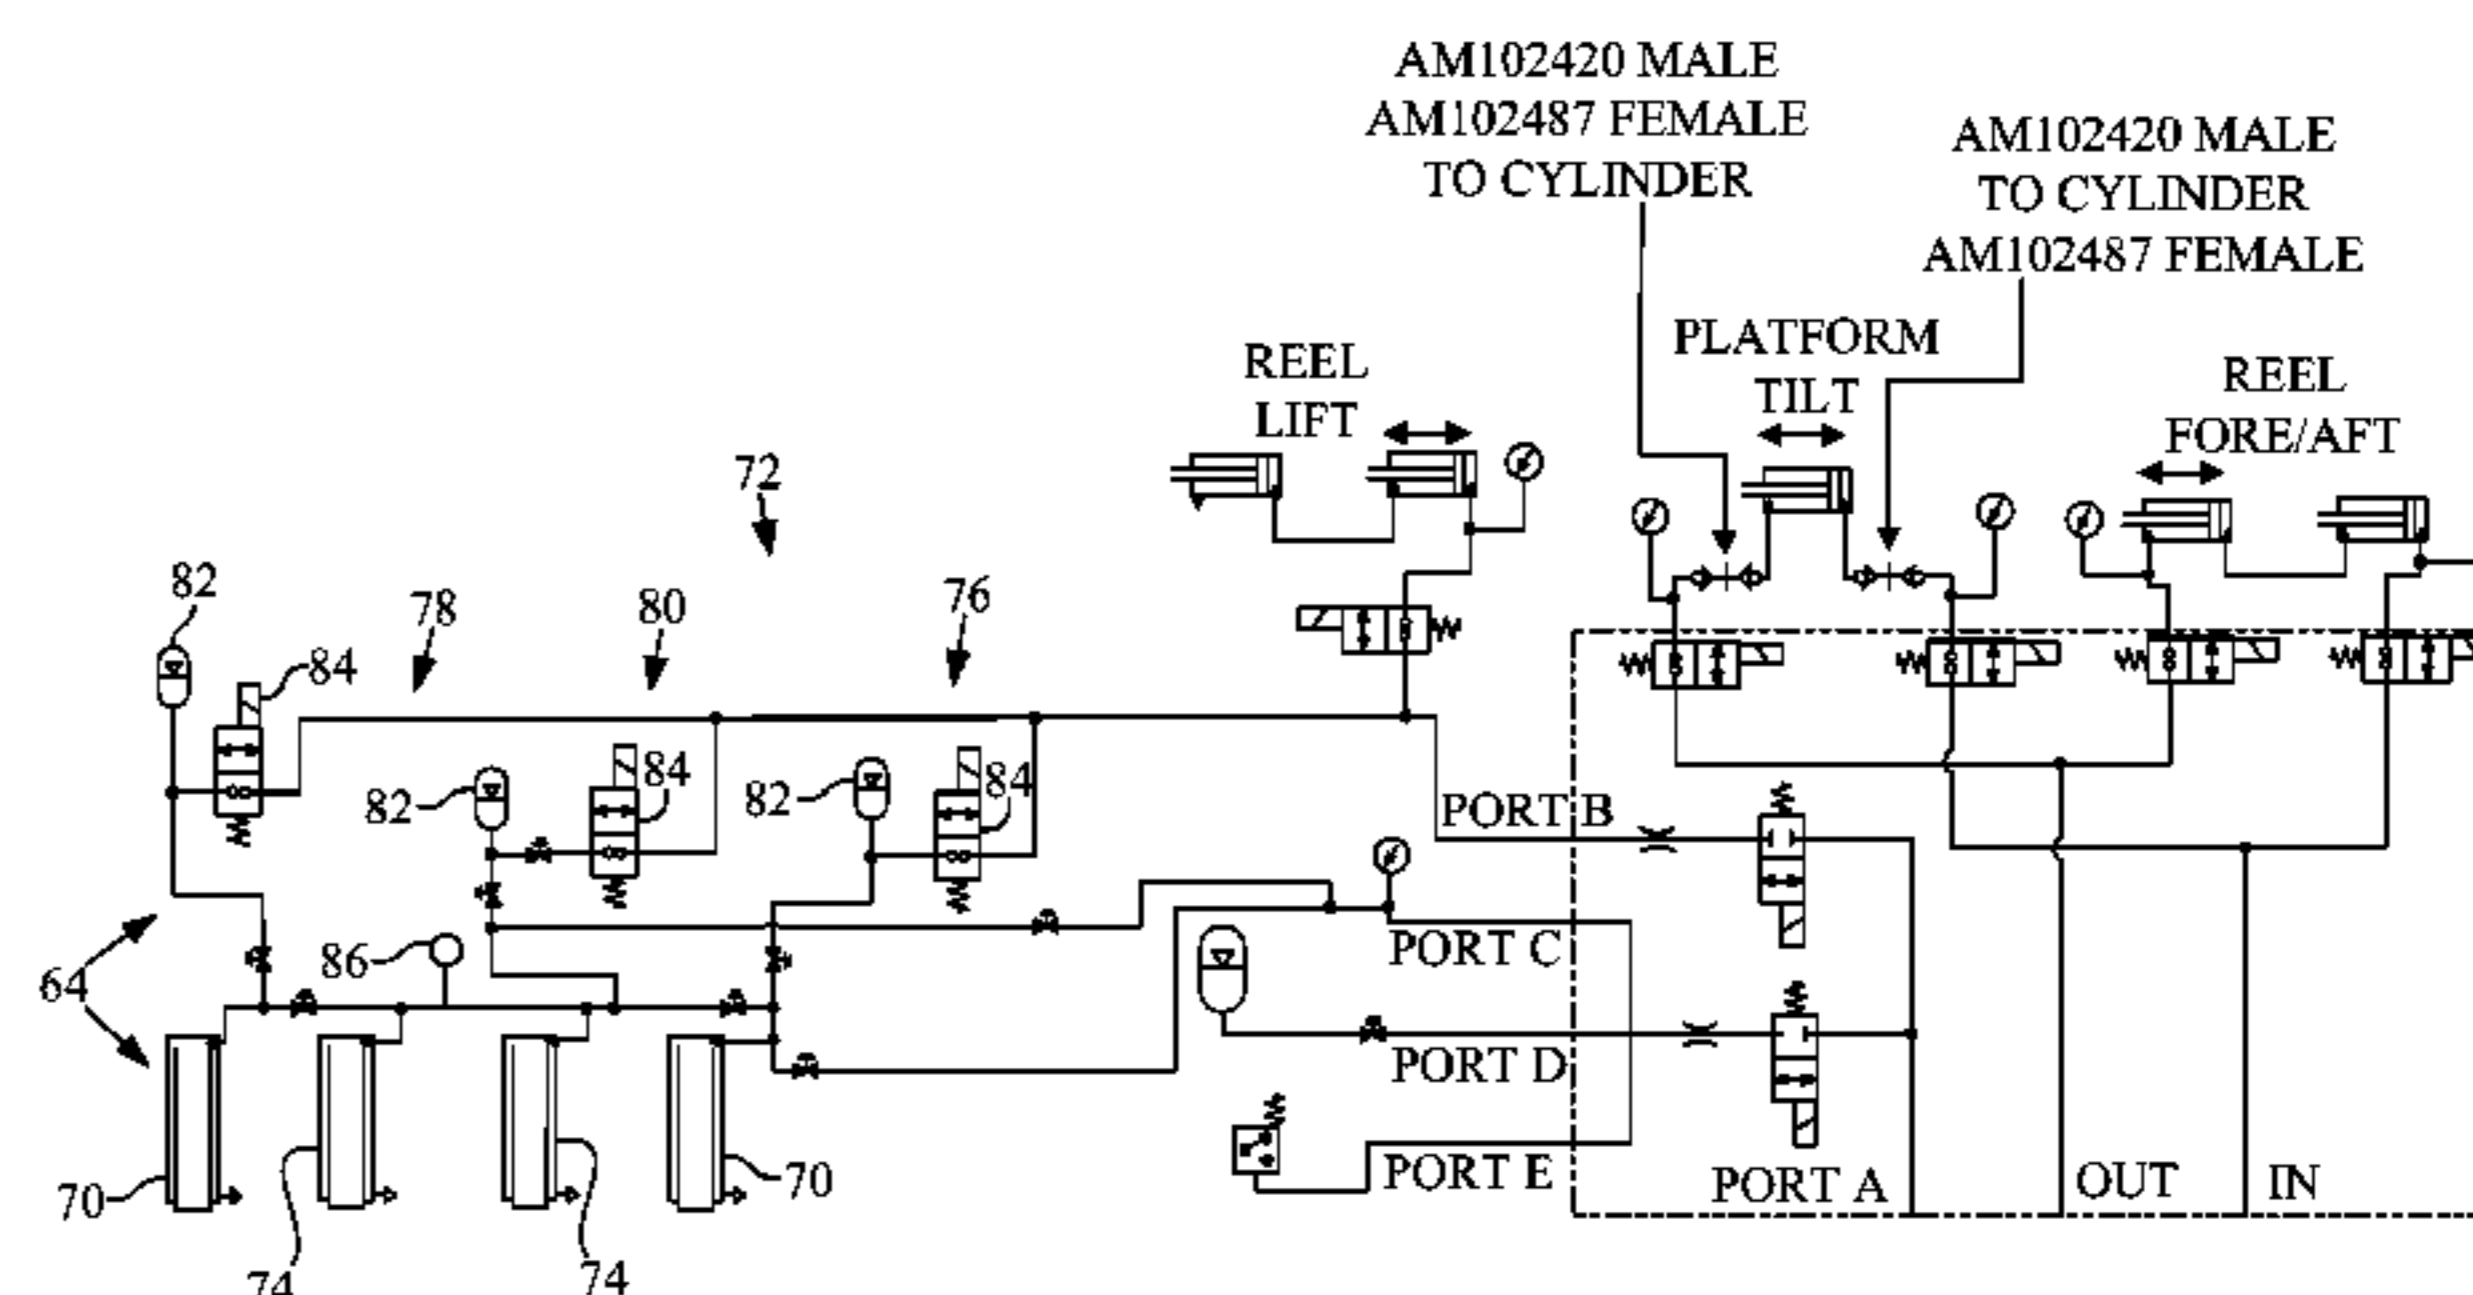 AM102420 MALE
AM102487 FEMALE
TO CYLINDER
AM102420 MALE
TO CYLINDER
AM102487 FEMALE
PLATFORM
TILT
REEL
LIFT
REEL
FORE/AFT
72
82
78
80
76
84
82
84
82
84
PORT B
86
64
PORT C
PORT D
70
70
PORT E
PORT A
OUT
IN
74
74